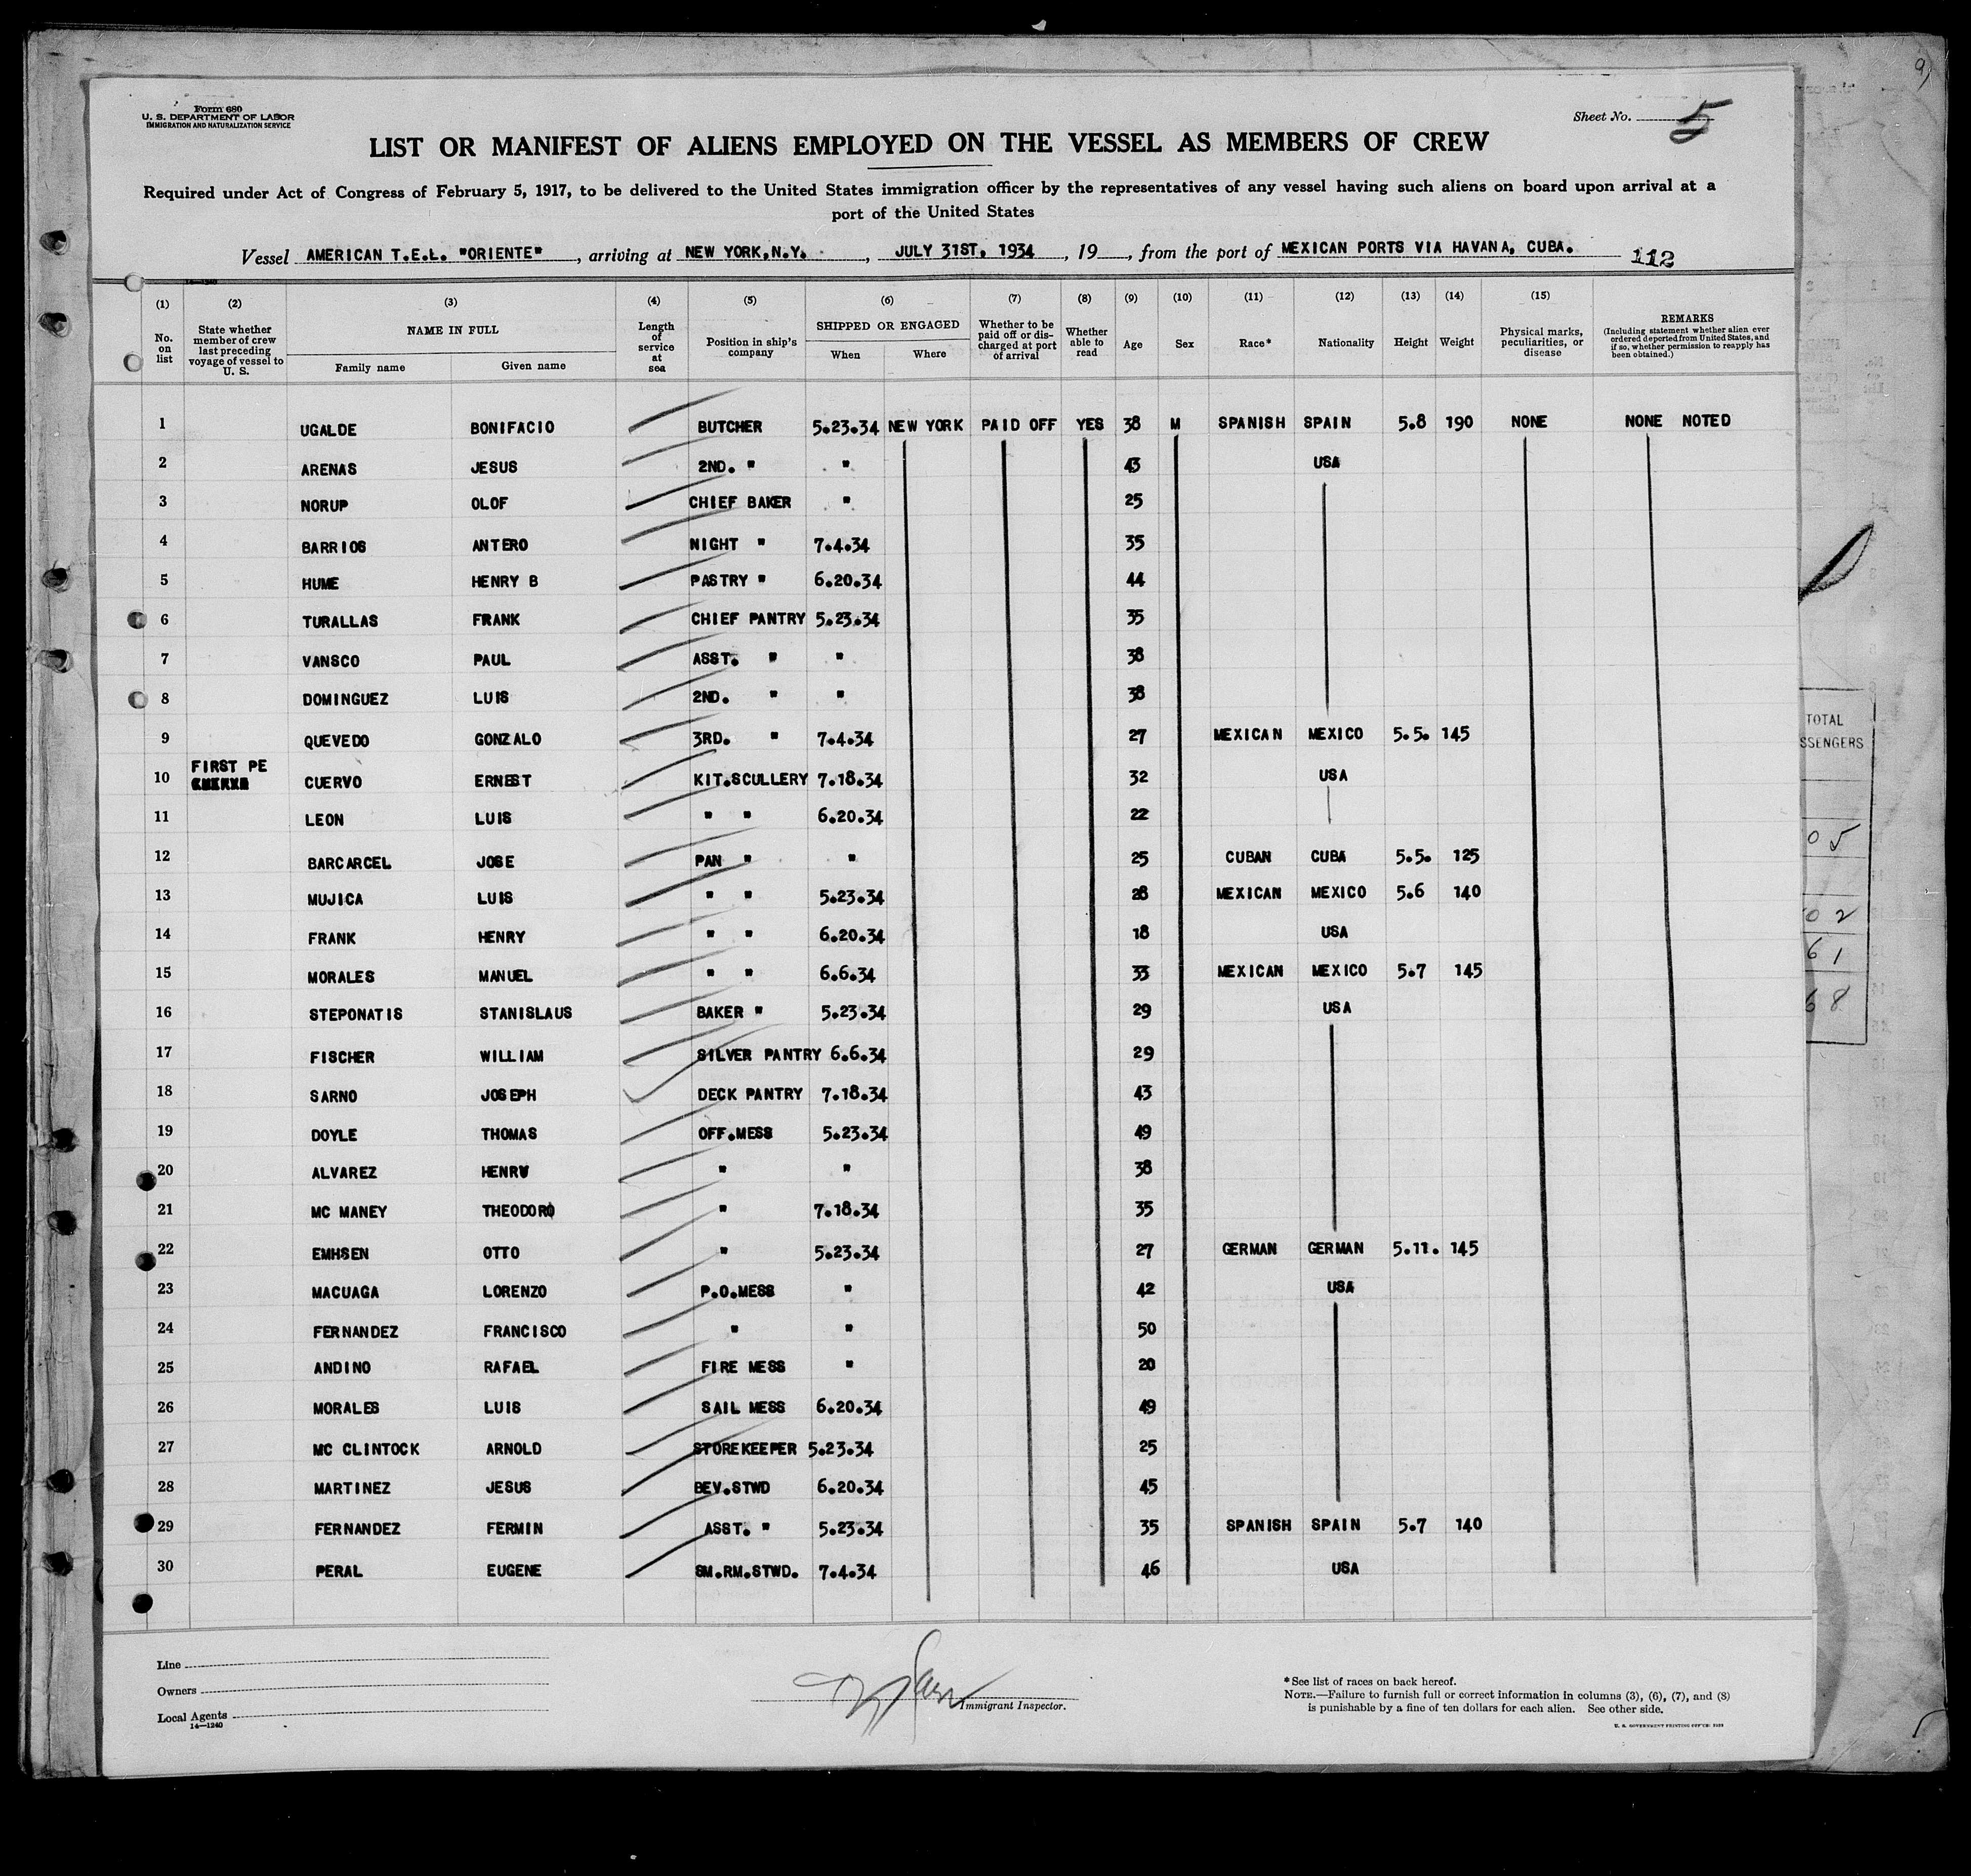 Form 680
U. S. DEPARTMENT OF LABOR
IMMIGRATION AND NATURALIZATION SERVICE
Sheet No. 5
LIST OR MANIFEST OF ALIENS EMPLOYED ON THE VESSEL AS MEMBERS OF CREW
Required under Act of Congress of February 5, 1917, to be delivered to the United States immigration officer by the representatives of any vessel having such aliens on board upon arrival at a
port of the United States
Vessel AMERICAN T.E.L. "ORIENTE", arriving at NEW YORK,N.Y., JULY 31ST, 1934, 19, from the port of MEXICAN PORTS VIA HAVANA, CUBA. 112
14—1240
(1) (2) (3) (4) (5) (6) (7) (8) (9) (10) (11) (12) (13) (14) (15)
No. on list State whether member of crew last preceding voyage of vessel to U. S. NAME IN FULL Family name Given name Length of service at sea Position in ship's company SHIPPED OR ENGAGED When Where Whether to be paid off or discharged at port of arrival Whether able to read Age Sex Race* Nationality Height Weight Physical marks, peculiarities, or disease REMARKS (Including statement whether alien ever ordered deported from United States, and if so, whether permission to reapply has been obtained.)
1 UGALDE BONIFACIO BUTCHER 5.23.34 NEW YORK PAID OFF YES 38 M SPANISH SPAIN 5.8 190 NONE NONE NOTED
2 ARENAS JESUS 2ND. " " 43 USA
3 NORUP OLOF CHIEF BAKER " 25
4 BARRIOS ANTERO NIGHT " 7.4.34 35
5 HUME HENRY B PASTRY " 6.20.34 44
6 TURALLAS FRANK CHIEF PANTRY 5.23.34 35
7 VANSCO PAUL ASST. " " 38
8 DOMINGUEZ LUIS 2ND. " " 38
9 QUEVEDO GONZALO 3RD. " 7.4.34 27 MEXICAN MEXICO 5.5. 145
10 FIRST PE CUERVO ERNEST KIT.SCULLERY 7.18.34 32 USA
11 LEON LUIS " " 6.20.34 22
12 BARCARCEL JOSE PAN " " 25 CUBAN CUBA 5.5. 125
13 MUJICA LUIS " " 5.23.34 28 MEXICAN MEXICO 5.6 140
14 FRANK HENRY " " 6.20.34 18 USA
15 MORALES MANUEL " " 6.6.34 33 MEXICAN MEXICO 5.7 145
16 STEPONATIS STANISLAUS BAKER " 5.23.34 29 USA
17 FISCHER WILLIAM SILVER PANTRY 6.6.34 29
18 SARNO JOSEPH DECK PANTRY 7.18.34 43
19 DOYLE THOMAS OFF.MESS 5.23.34 49
20 ALVAREZ HENRY " " 38
21 MC MANEY THEODORO " 7.18.34 35
22 EMHSEN OTTO " 5.23.34 27 GERMAN GERMAN 5.11. 145
23 MACUAGA LORENZO P.O.MESS " 42 USA
24 FERNANDEZ FRANCISCO " " 50
25 ANDINO RAFAEL FIRE MESS " 20
26 MORALES LUIS SAIL MESS 6.20.34 49
27 MC CLINTOCK ARNOLD STOREKEEPER 5.23.34 25
28 MARTINEZ JESUS BEV.STWD 6.20.34 45
29 FERNANDEZ FERMIN ASST. " 5.23.34 35 SPANISH SPAIN 5.7 140
30 PERAL EUGENE SM.RM.STWD. 7.4.34 46 USA
TOTAL
SSENGERS
05
02
61
68
Line
Owners
Local Agents
14—1240
Immigrant Inspector.
*See list of races on back hereof.
NOTE.—Failure to furnish full or correct information in columns (3), (6), (7), and (8)
is punishable by a fine of ten dollars for each alien. See other side.